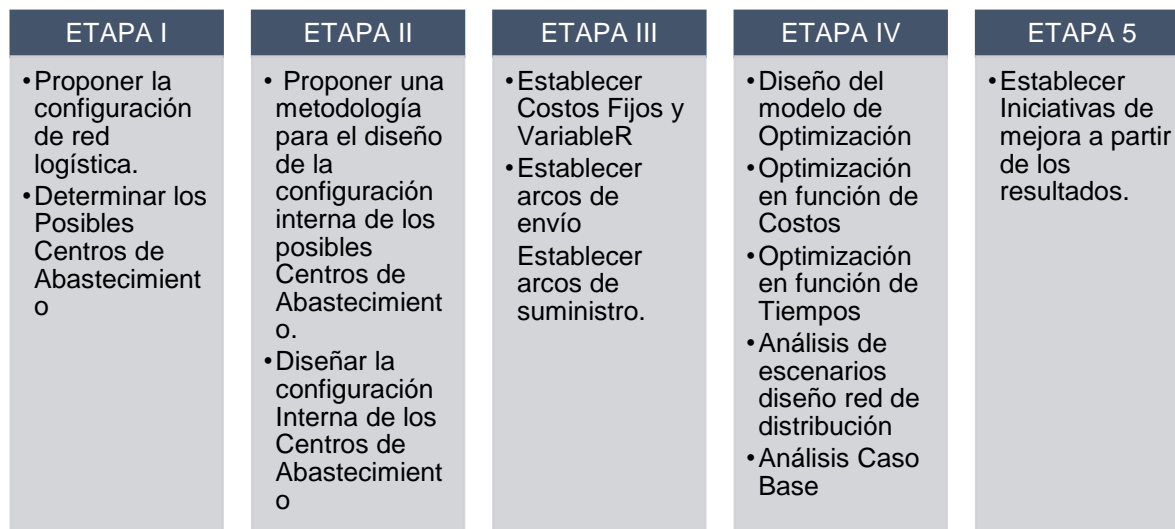 ETAPA I
•Proponer la
configuración
de red
logística.
•Determinar los
Posibles
Centros de
Abastecimient
o
ETAPA II
• Proponer una
metodología
para el diseño
de la
configuración
interna de los
posibles
Centros de
Abastecimient
o.
•Diseñar la
configuración
Interna de los
Centros de
Abastecimient
o
ETAPA III
•Establecer
Costos Fijos y
VariableR
•Establecer
arcos de
envío
Establecer
arcos de
suministro.
ETAPA IV
•Diseño del
modelo de
Optimización
•Optimización
en función de
Costos
•Optimización
en función de
Tiempos
•Análisis de
escenarios
diseño red de
distribución
•Análisis Caso
Base
ETAPA 5
•Establecer
Iniciativas de
mejora a partir
de los
resultados.